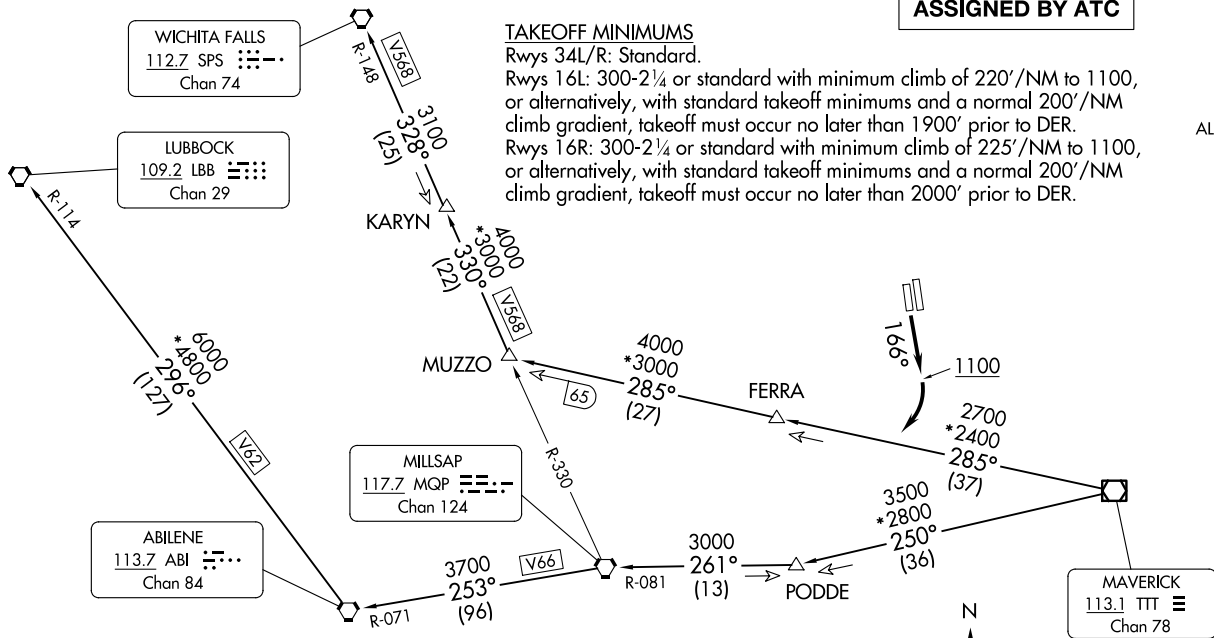 ASSIGNED BY ATC
WICHITA FALLS
112.7 SPS
Chan 74
TAKEOFF MINIMUMS
Rwys 34L/R: Standard.
Rwys 16L: 300-2¼ or standard with minimum climb of 220'/NM to 1100,
or alternatively, with standard takeoff minimums and a normal 200'/NM
climb gradient, takeoff must occur no later than 1900' prior to DER.
Rwys 16R: 300-2¼ or standard with minimum climb of 225'/NM to 1100,
or alternatively, with standard takeoff minimums and a normal 200'/NM
climb gradient, takeoff must occur no later than 2000' prior to DER.
AL
R-148
V568
3100
328°
(25)
LUBBOCK
109.2 LBB
Chan 29
R-114
KARYN
4000
*3000
330°
(22)
V568
6000
*4800
296°
(127)
V62
MUZZO
65
4000
*3000
285°
(27)
FERRA
166°
1100
2700
*2400
285°
(37)
MILLSAP
117.7 MQP
Chan 124
R-330
3500
*2800
250°
(36)
ABILENE
113.7 ABI
Chan 84
R-071
3700
253°
(96)
V66
R-081
3000
261°
(13)
PODDE
N
MAVERICK
113.1 TTT
Chan 78